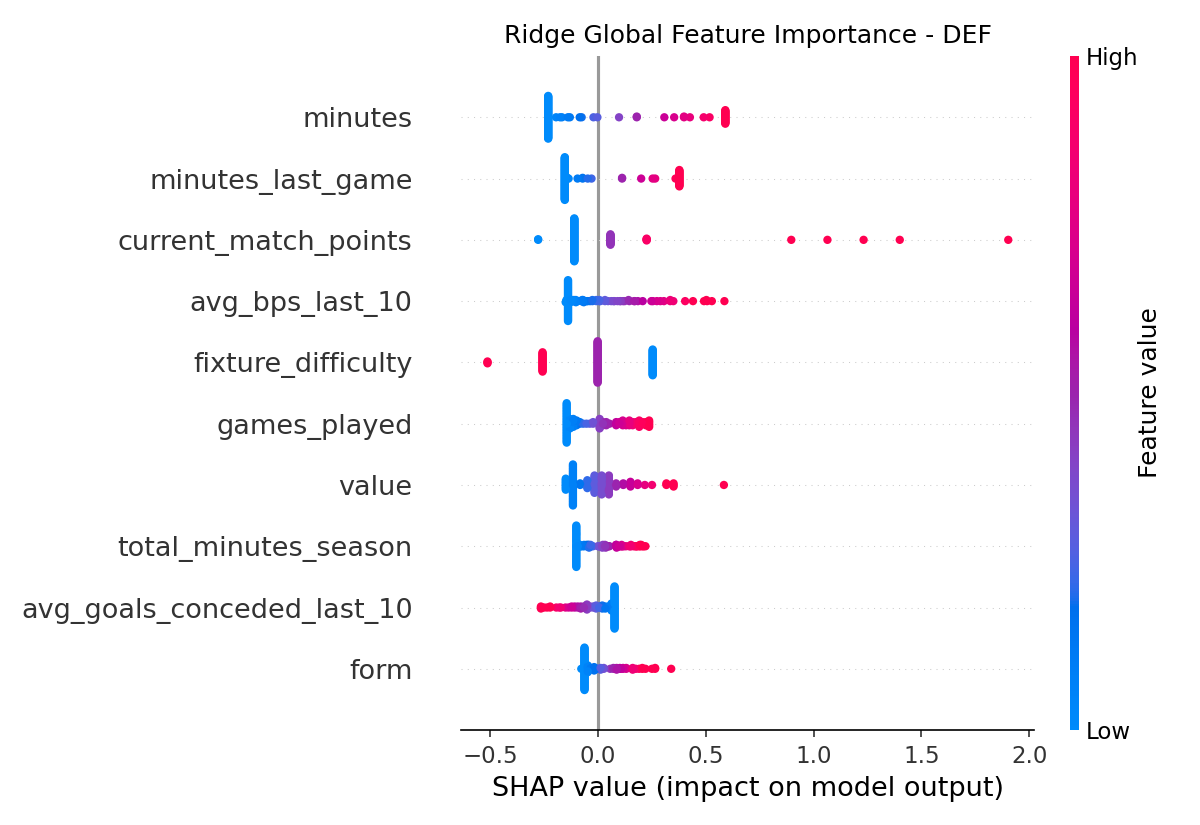 Ridge Global Feature Importance - DEF
High
minutes
minutes_last_game
current_match_points
avg_bps_last_10
fixture_difficulty
games_played
value
total_minutes_season
avg_goals_conceded_last_10
form
Feature value
Low
−0.5 0.0 0.5 1.0 1.5 2.0
SHAP value (impact on model output)